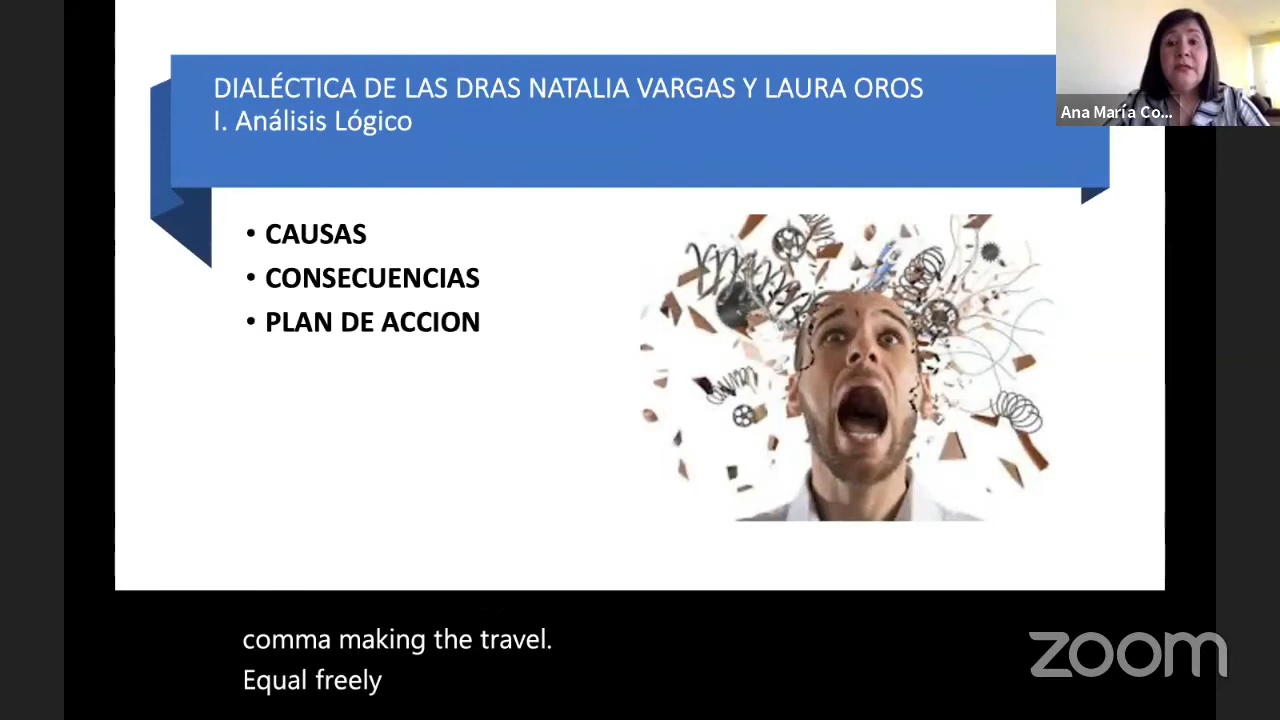 DIALÉCTICA DE LAS DRAS NATALIA VARGAS Y LAURA OROS
I. Análisis Lógico
Ana María Co...
• CAUSAS
• CONSECUENCIAS
• PLAN DE ACCION
comma making the travel.
Equal freely
zoom